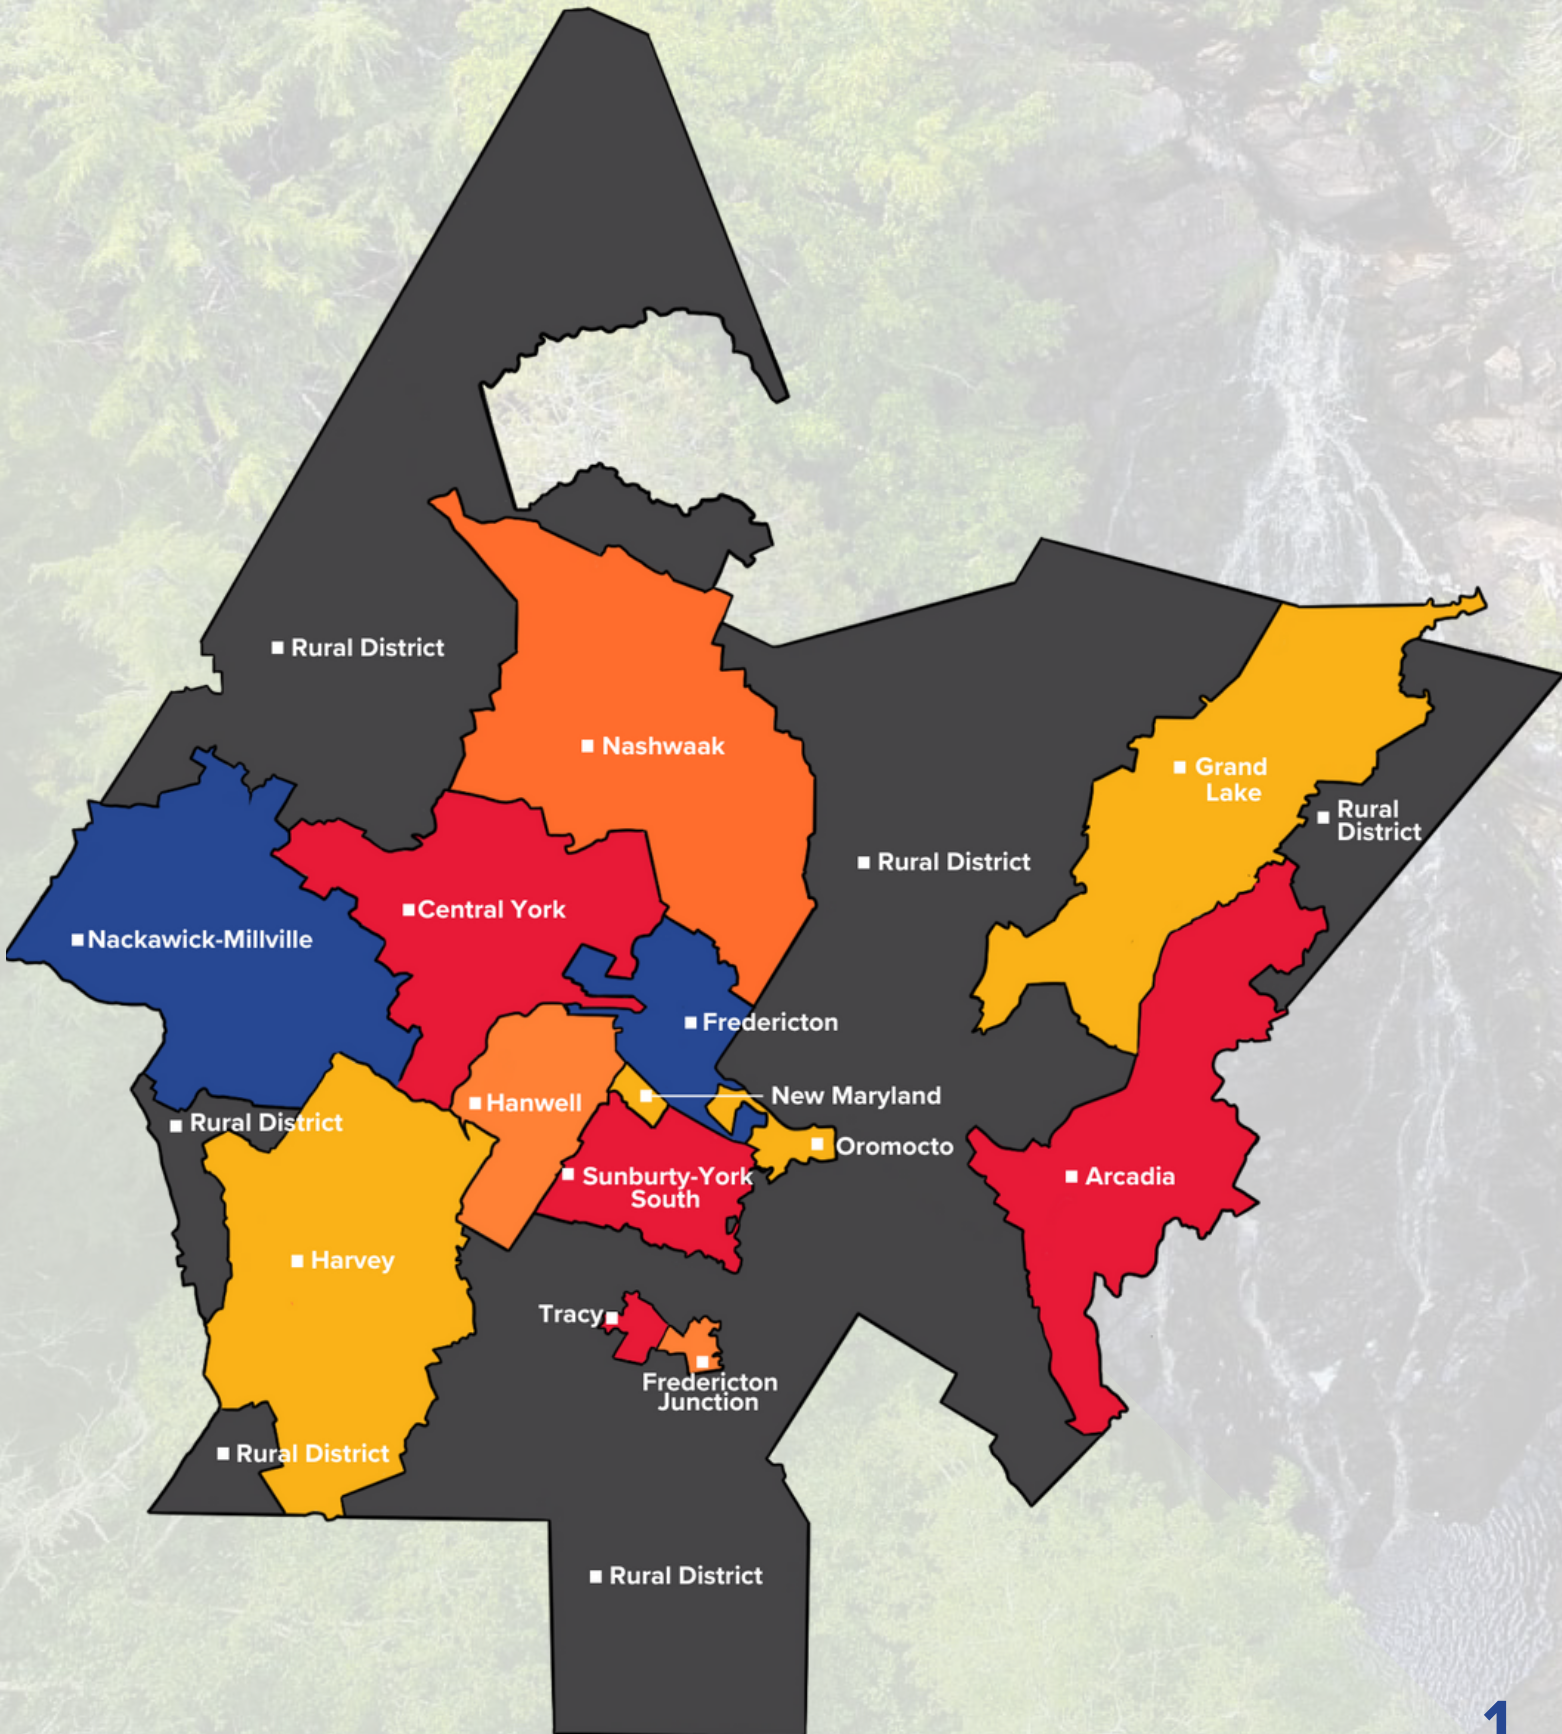 Rural District
Nashwaak
Grand
Lake
Rural
District
Rural District
Central York
Nackawick-Millville
Fredericton
New Maryland
Hanwell
Rural District
Oromocto
Sunburty-York
South
Arcadia
Harvey
Tracy
Fredericton
Junction
Rural District
Rural District
1